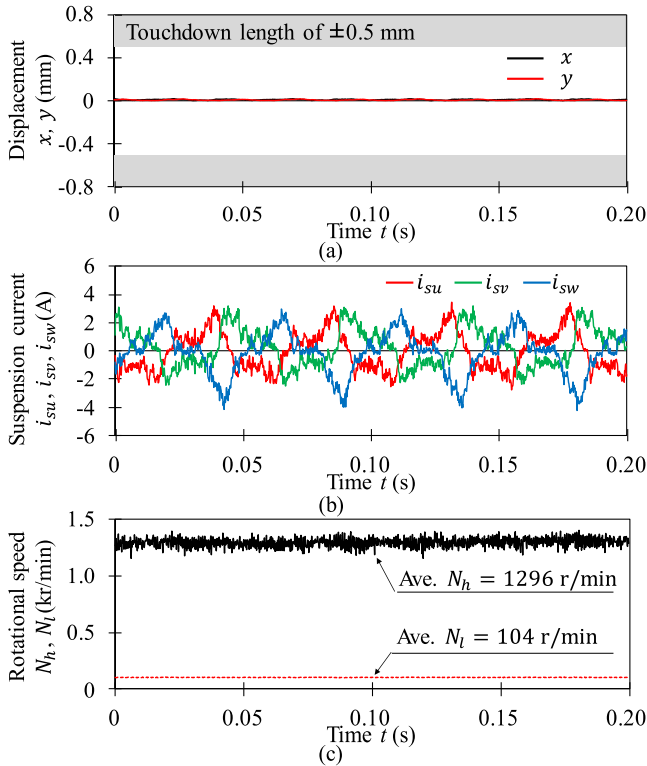 Displacement
x, y (mm)
0.8
0.4
0
-0.4
-0.8
Touchdown length of ±0.5 mm
x
y
0 0.05 0.10 0.15 0.20
Time t (s)
(a)
Suspension current
i_su, i_sv, i_sw(A)
6
4
2
0
-2
-4
-6
i_su i_sv i_sw
0 0.05 0.10 0.15 0.20
Time t (s)
(b)
Rotational speed
N_h, N_l(kr/min)
1.5
1.0
0.5
0
Ave. N_h = 1296 r/min
Ave. N_l = 104 r/min
0 0.05 0.10 0.15 0.20
Time t (s)
(c)